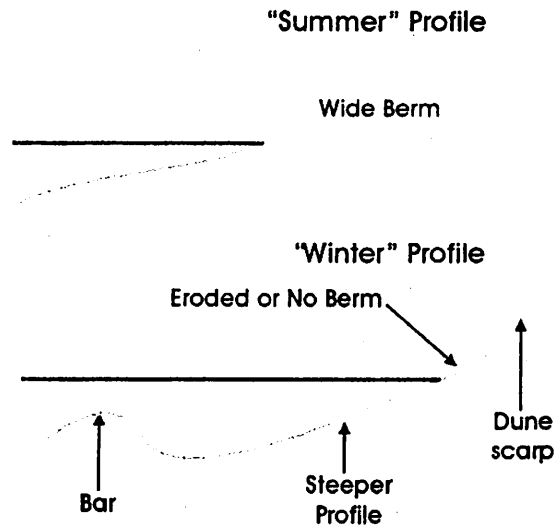 “Summer” Profile
Wide Berm
“Winter” Profile
Eroded or No Berm
Dune
scarp
Bar
Steeper
Profile